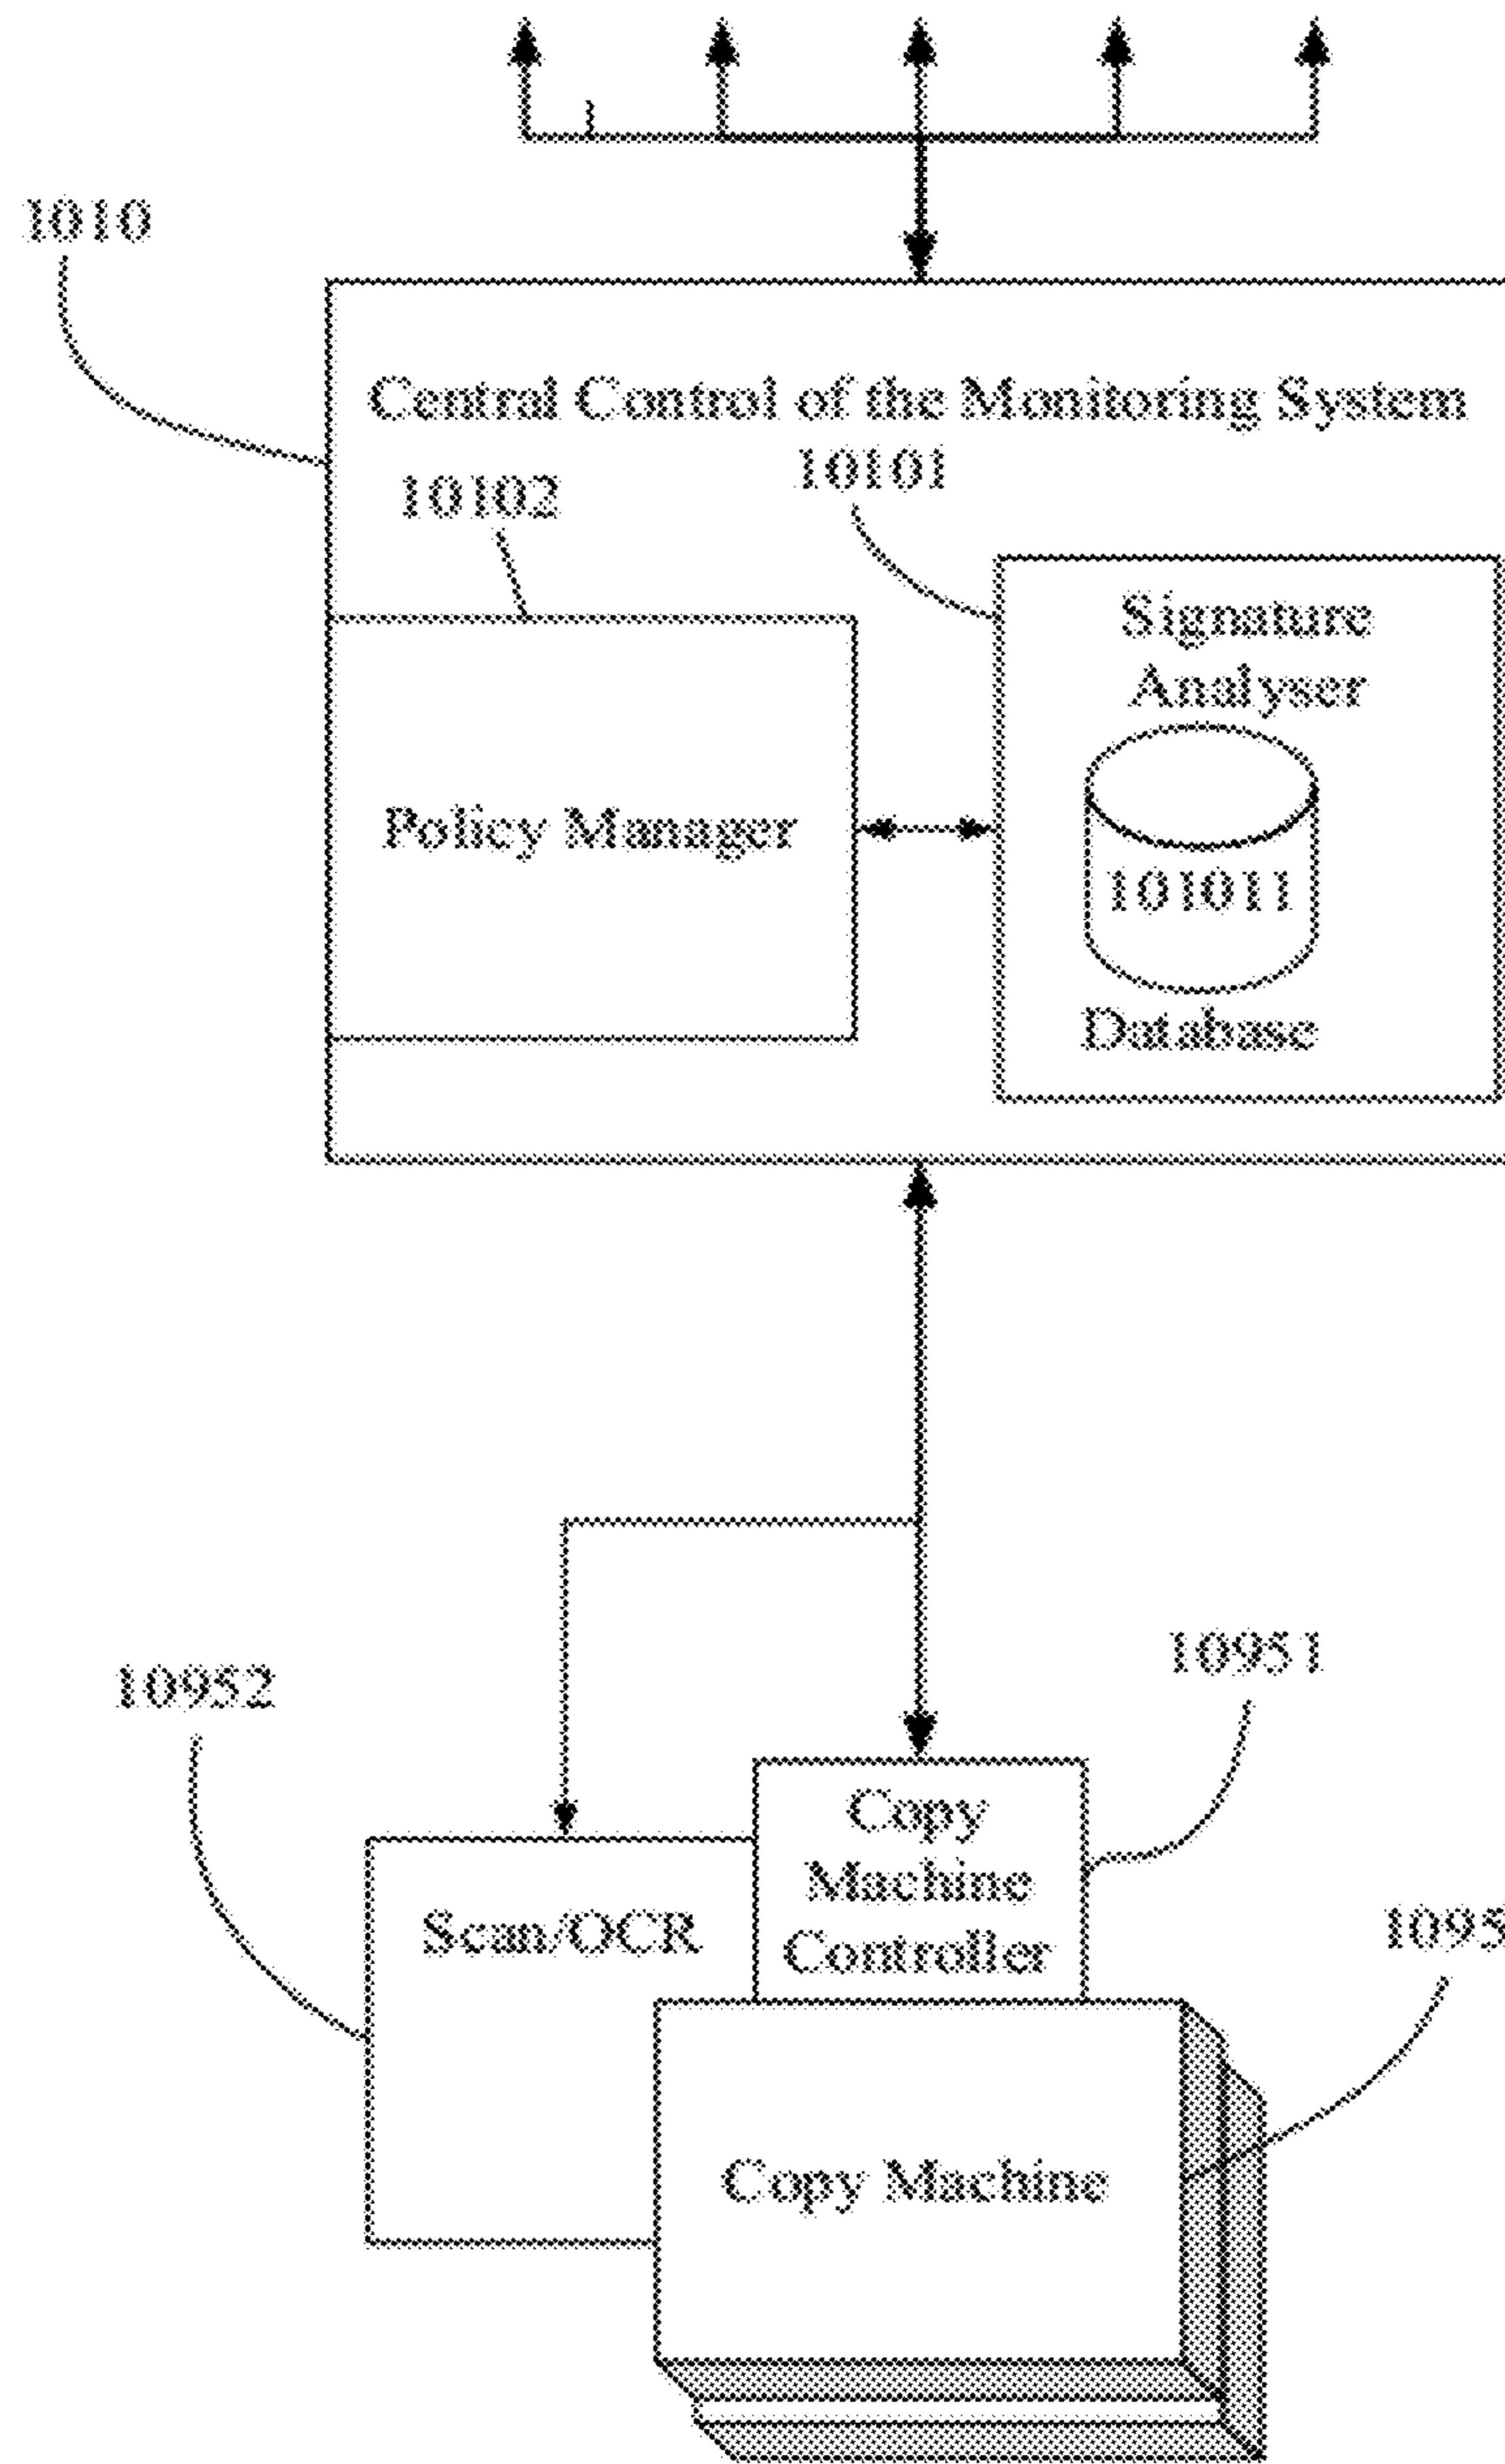 1010
Central Control of the Monitoring System
10102
10101
Signature
Analyser
Policy Manager
101011
Database
10952
10951
Copy
Machine
Controller
Scan/OCR
1095
Copy Machine